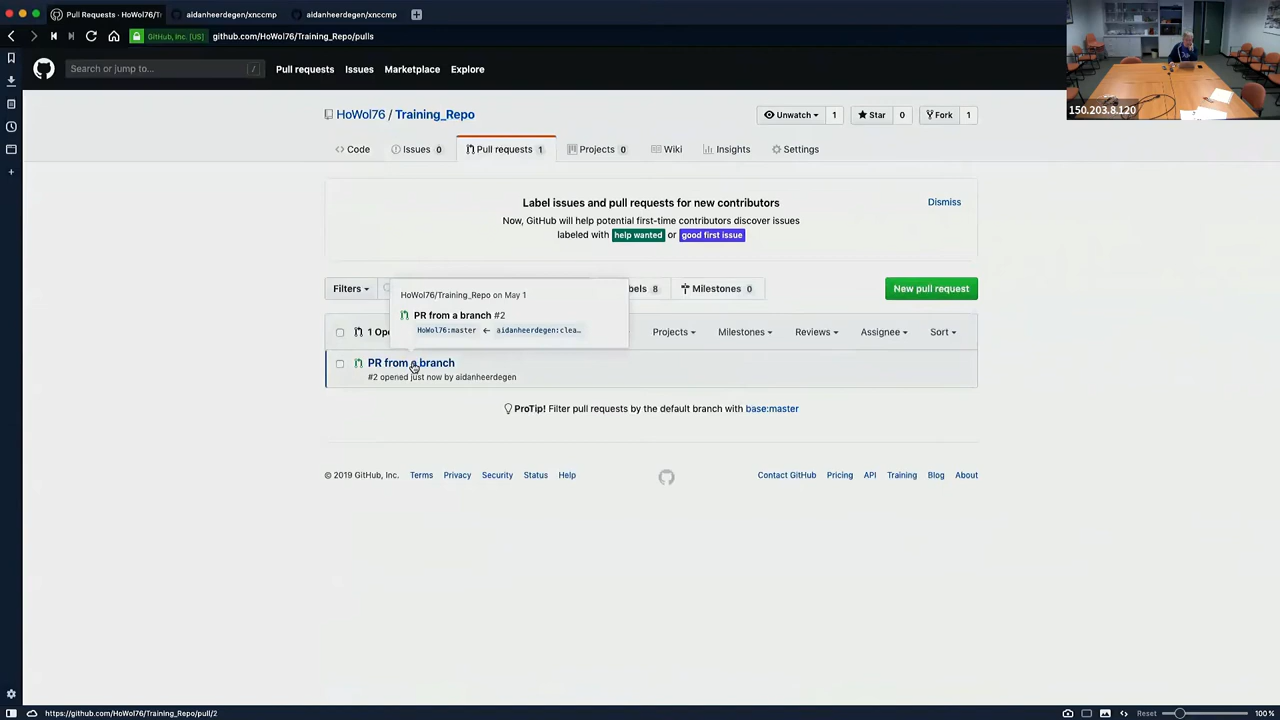 Pull Requests · HoWol76/Tr
aidanheerdegen/xnccmp
aidanheerdegen/xnccmp
GitHub, Inc. [US]
github.com/HoWol76/Training_Repo/pulls
150.203.8.120
Search or jump to...
/
Pull requests
Issues
Marketplace
Explore
HoWol76 / Training_Repo
Unwatch 1
Star 0
Fork 1
Code
Issues 0
Pull requests 1
Projects 0
Wiki
Insights
Settings
Label issues and pull requests for new contributors
Dismiss
Now, GitHub will help potential first-time contributors discover issues
labeled with help wanted or good first issue
Filters
bels 8
Milestones 0
New pull request
HoWol76/Training_Repo on May 1
PR from a branch #2
HoWol76:master ← aidanheerdegen:clea…
1 Ope
Projects
Milestones
Reviews
Assignee
Sort
PR from a branch
#2 opened just now by aidanheerdegen
ProTip! Filter pull requests by the default branch with base:master
© 2019 GitHub, Inc.
Terms
Privacy
Security
Status
Help
Contact GitHub
Pricing
API
Training
Blog
About
https://github.com/HoWol76/Training_Repo/pull/2
Reset
100 %